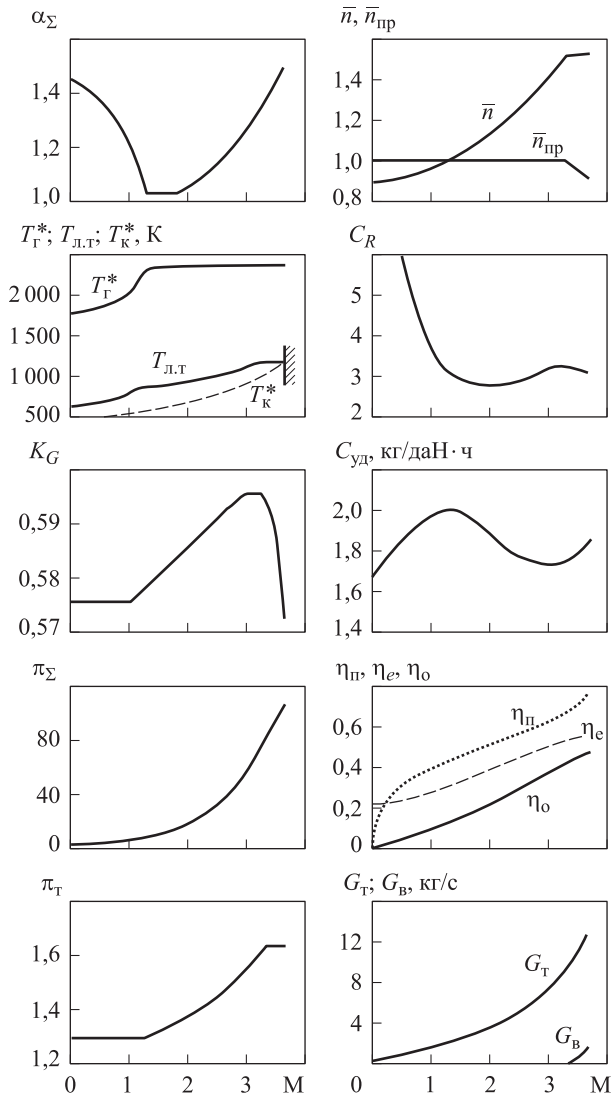 α_Σ
1,4
1,2
1,0
n̅, n̅_пр
1,4
1,2
1,0
0,8
n̅
n̅_пр
T_г*; T_л.т; T_к*, К
2 000
1 500
1 000
500
T_г*
T_л.т
T_к*
C_R
5
4
3
2
K_G
0,59
0,58
0,57
C_уд, кг/даН · ч
2,0
1,8
1,6
1,4
π_Σ
80
40
0
η_п, η_e, η_о
0,6
0,4
0,2
0
η_п
η_e
η_о
π_т
1,6
1,4
1,2
0 1 2 3 М
G_т; G_в, кг/с
12
8
4
G_т
G_в
0 1 2 3 М